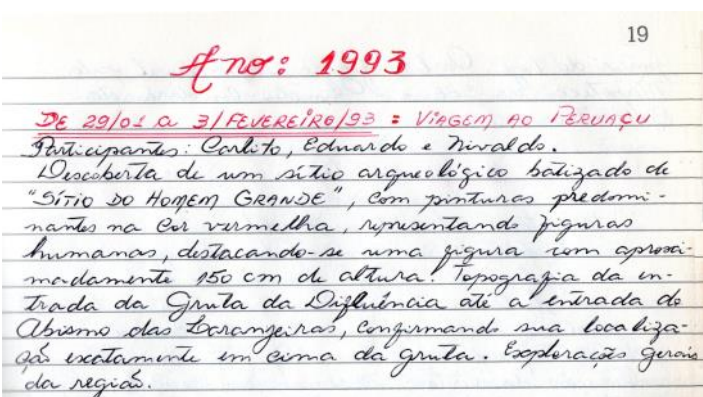 19
Ano: 1993
DE 29/01 a 3/FEVEREIRO/93 = VIAGEM AO PERUAÇU
Participantes: Carlito, Eduardo e Nivaldo.
Descoberta de um sítio arqueológico batizado de
"SÍTIO DO HOMEM GRANDE", com pinturas predomi-
nantes na cor vermelha, representando figuras
humanas, destacando-se uma figura com aproxi-
madamente 150 cm de altura! Topografia da en-
trada da Gruta da Difluência até a entrada do
Abismo das Laranjeiras, confirmando sua localiza-
ção exatamente em cima da gruta. Explorações gerais
da região.